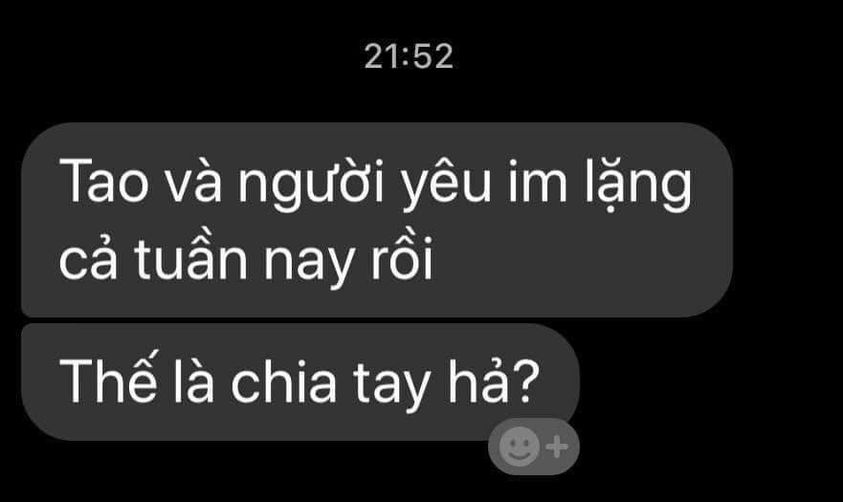 21:52
Tao và người yêu im lặng
cả tuần nay rồi
Thế là chia tay hả?